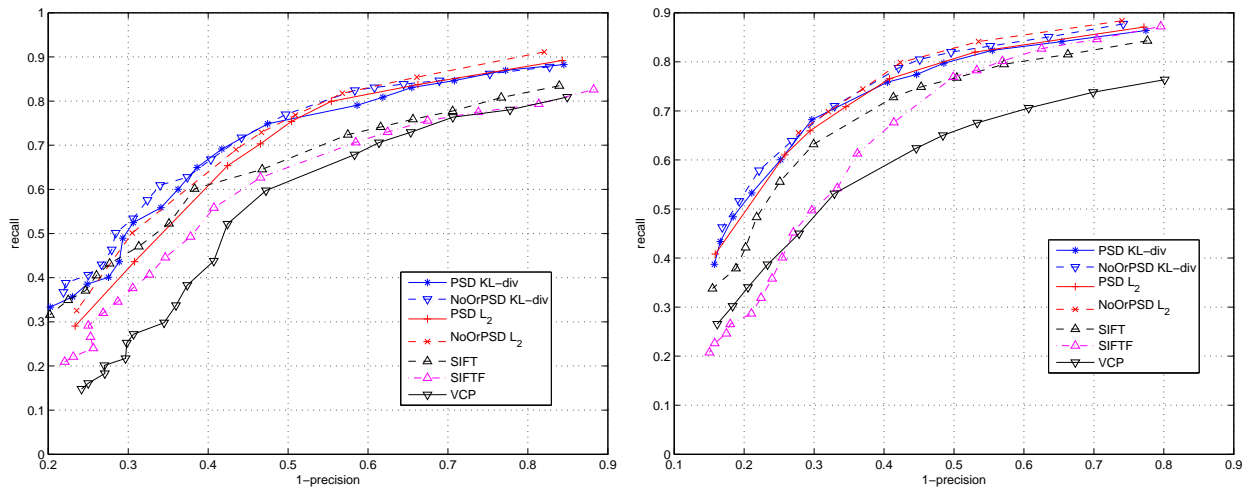 1
0.9
0.8
0.7
0.6
0.5
0.4
0.3
0.2
0.1
0
recall
0.2 0.3 0.4 0.5 0.6 0.7 0.8 0.9
1−precision
PSD KL−div
NoOrPSD KL−div
PSD L2
NoOrPSD L2
SIFT
SIFTF
VCP
0.9
0.8
0.7
0.6
0.5
0.4
0.3
0.2
0.1
0
recall
0.1 0.2 0.3 0.4 0.5 0.6 0.7 0.8 0.9
1−precision
PSD KL−div
NoOrPSD KL−div
PSD L2
NoOrPSD L2
SIFT
SIFTF
VCP